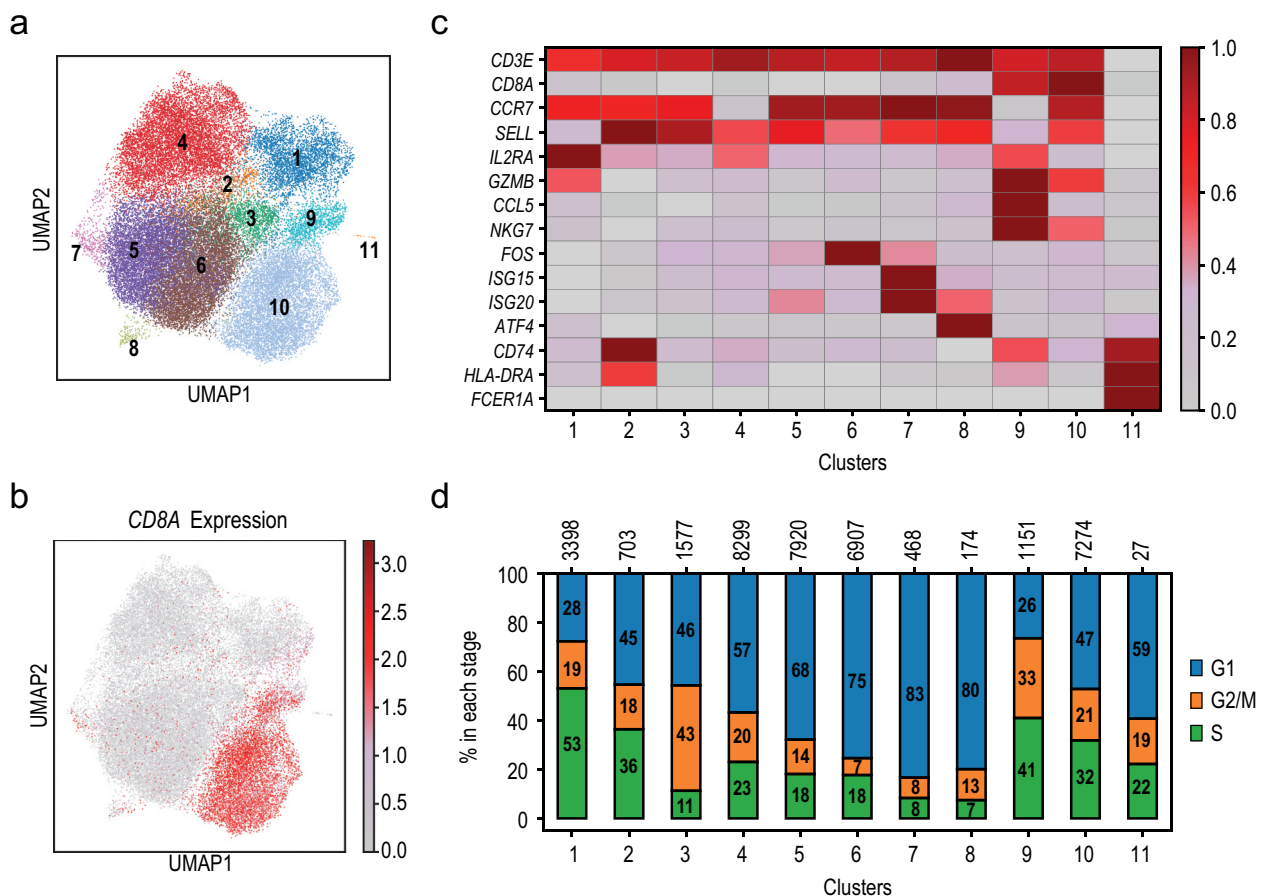 a
UMAP2
4
1
2
3
9
7
5
6
11
10
8
UMAP1
b
CD8A Expression
UMAP2
3.0
2.5
2.0
1.5
1.0
0.5
0.0
UMAP1
c
CD3E
CD8A
CCR7
SELL
IL2RA
GZMB
CCL5
NKG7
FOS
ISG15
ISG20
ATF4
CD74
HLA-DRA
FCER1A
1 2 3 4 5 6 7 8 9 10 11
Clusters
1.0
0.8
0.6
0.4
0.2
0.0
d
3398 703 1577 8299 7920 6907 468 174 1151 7274 27
% in each stage
100
80
60
40
20
0
28 45 46 57 68 75 83 80 26 47 59
19 18 43 20 14 7 8 13 33 21 19
53 36 11 23 18 18 8 7 41 32 22
1 2 3 4 5 6 7 8 9 10 11
Clusters
G1
G2/M
S